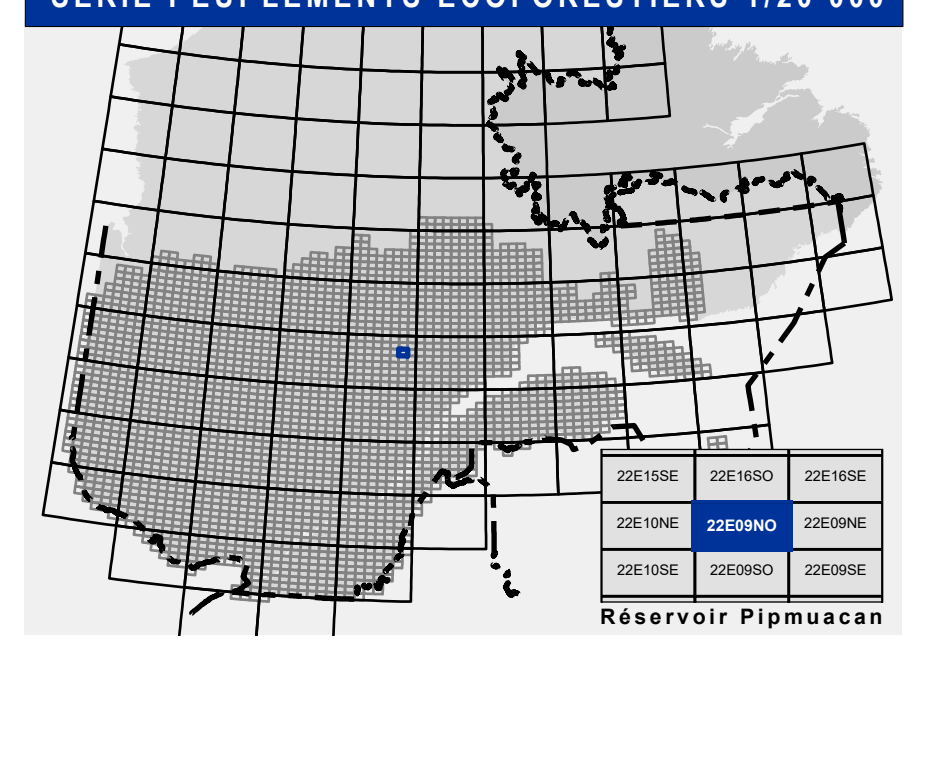 SÉRIE PEUPLEMENTS ÉCOFORESTIERS 1/20 000
22E15SE 22E16SO 22E16SE
22E10NE 22E09NO 22E09NE
22E10SE 22E09SO 22E09SE
Réservoir Pipmuacan